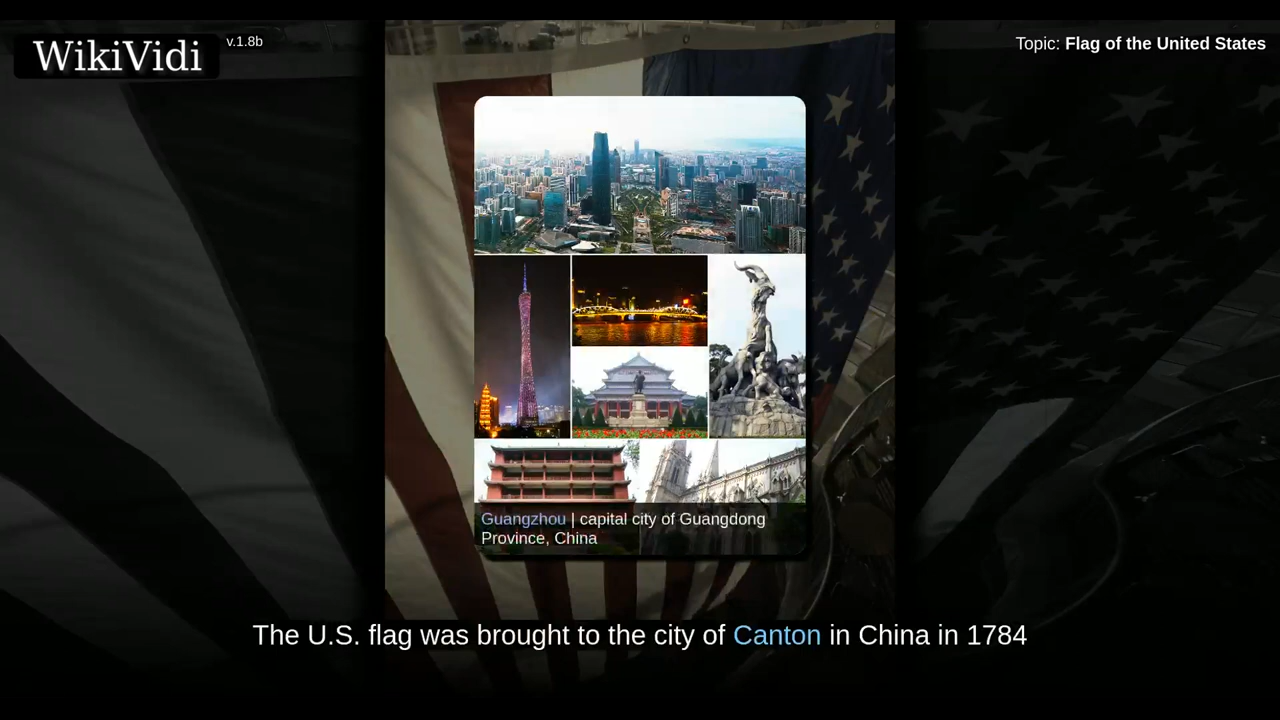 WikiVidi v.1.8b
Topic: Flag of the United States
Guangzhou | capital city of Guangdong
Province, China
The U.S. flag was brought to the city of Canton in China in 1784